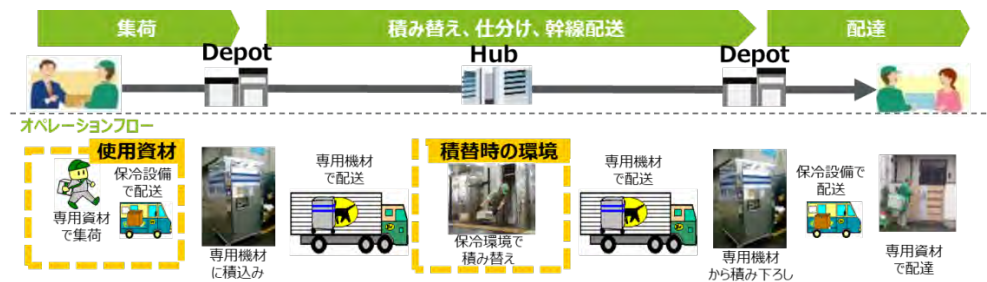 集荷
積み替え、仕分け、幹線配送
配達
Depot
Hub
Depot
オペレーションフロー
使用資材
専用資材
で集荷
保冷設備
で配送
専用機材
に積込み
専用機材
で配送
積替時の環境
保冷環境で
積み替え
専用機材
で配送
専用機材
から積み下ろし
保冷設備で
配送
専用資材
で配達